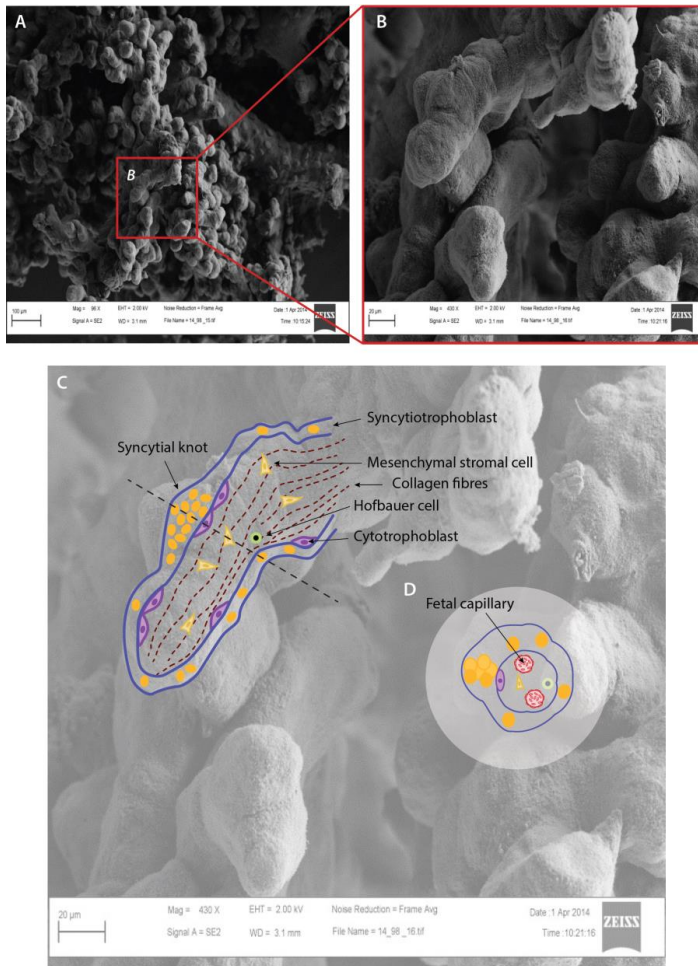 A
B
B
100 µm
Mag = 96 X
EHT = 2.00 kV
Noise Reduction = Frame Avg
Date :1 Apr 2014
Signal A = SE2
WD = 3.1 mm
File Name = 14_98_15.tif
Time :10:15:24
ZEISS
20 µm
Mag = 430 X
EHT = 2.00 kV
Noise Reduction = Frame Avg
Date :1 Apr 2014
Signal A = SE2
WD = 3.1 mm
File Name = 14_98_16.tif
Time :10:21:16
ZEISS
C
Syncytiotrophoblast
Syncytial knot
Mesenchymal stromal cell
Collagen fibres
Hofbauer cell
Cytotrophoblast
D
Fetal capillary
20 µm
Mag = 430 X
EHT = 2.00 kV
Noise Reduction = Frame Avg
Date :1 Apr 2014
Signal A = SE2
WD = 3.1 mm
File Name = 14_98 _16.tif
Time :10:21:16
ZEISS